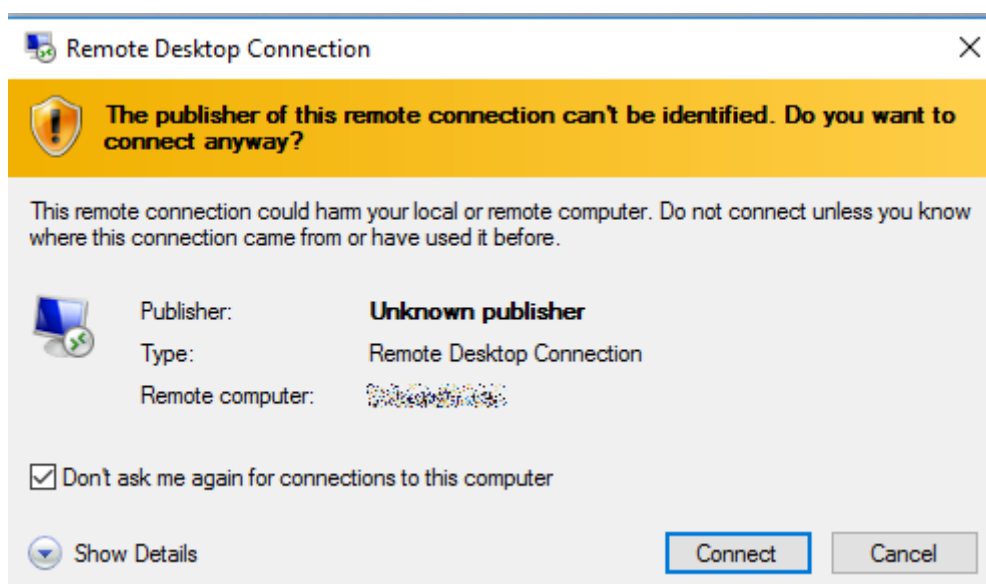 Remote Desktop Connection
The publisher of this remote connection can't be identified. Do you want to
connect anyway?
This remote connection could harm your local or remote computer. Do not connect unless you know
where this connection came from or have used it before.
Publisher: Unknown publisher
Type: Remote Desktop Connection
Remote computer:
Don't ask me again for connections to this computer
Show Details Connect Cancel